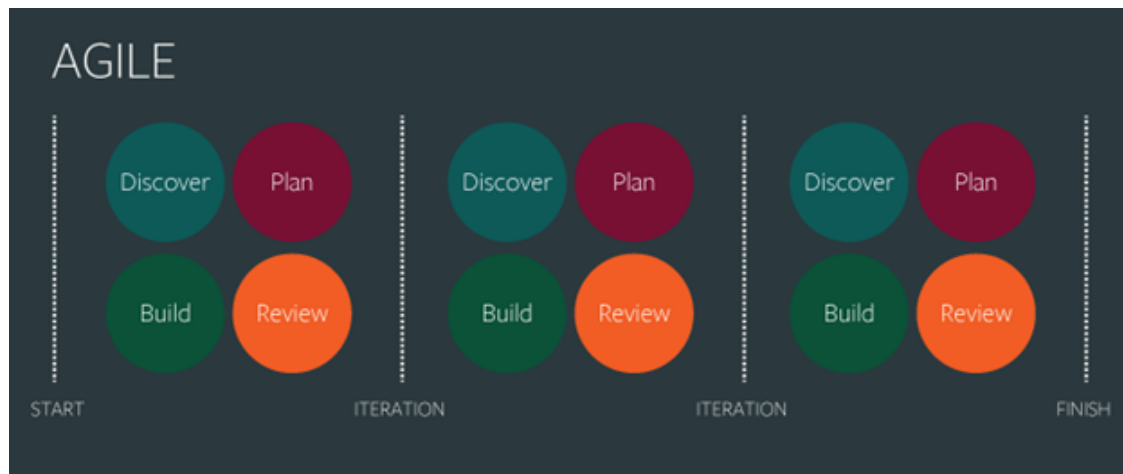 AGILE
Discover Plan Discover Plan Discover Plan
Build Review Build Review Build Review
START ITERATION ITERATION FINISH